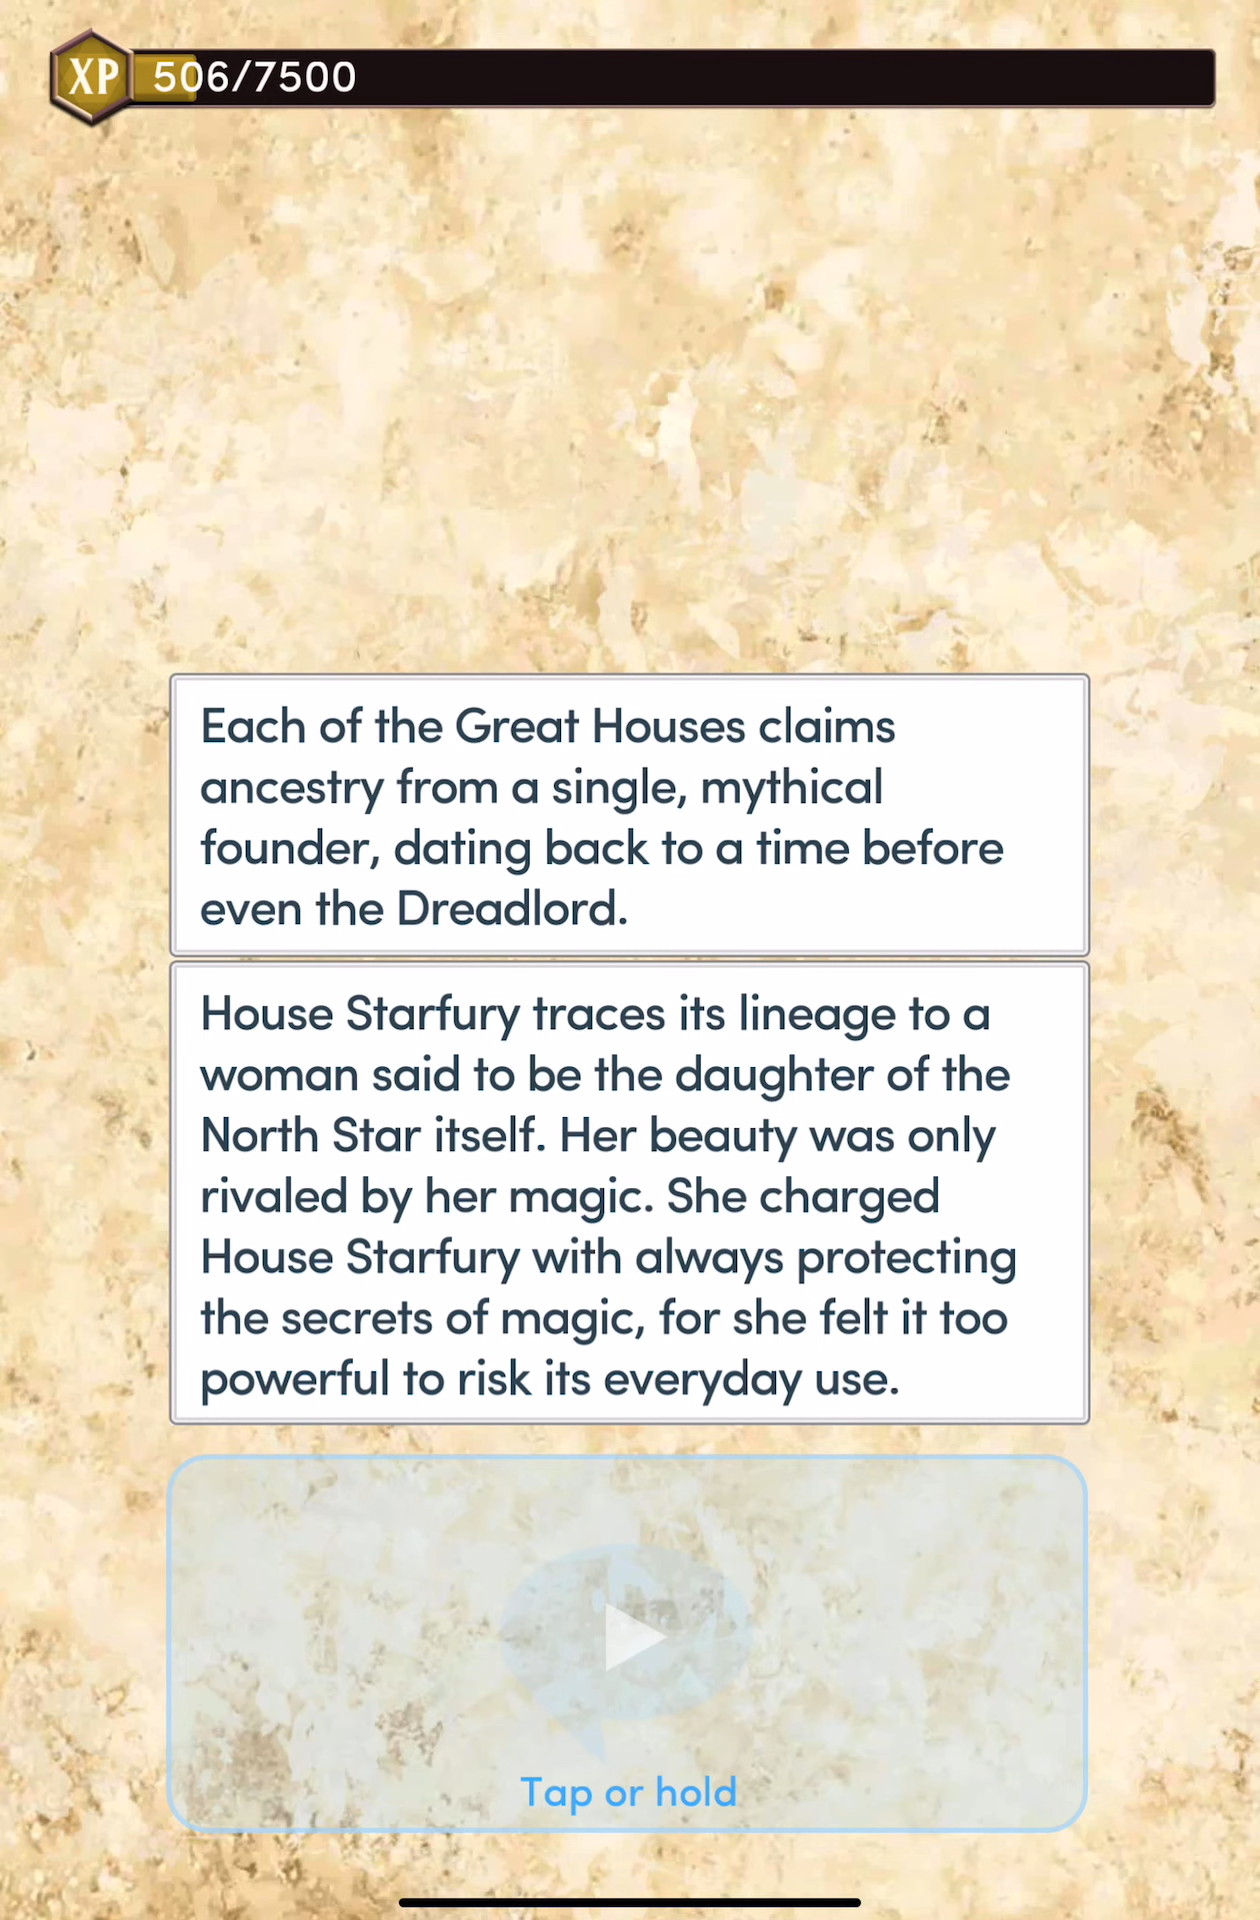 XP 506/7500
Each of the Great Houses claims
ancestry from a single, mythical
founder, dating back to a time before
even the Dreadlord.
House Starfury traces its lineage to a
woman said to be the daughter of the
North Star itself. Her beauty was only
rivaled by her magic. She charged
House Starfury with always protecting
the secrets of magic, for she felt it too
powerful to risk its everyday use.
Tap or hold